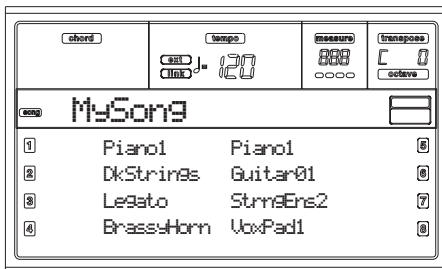 chord tempo measure transpose
ext link ♩= 120 888 C 0
octave
song MySong
1 Piano1 Piano1 5
2 DkStrings Guitar01 6
3 Legato StrngEns2 7
4 BrassyHorn VoxPad1 8